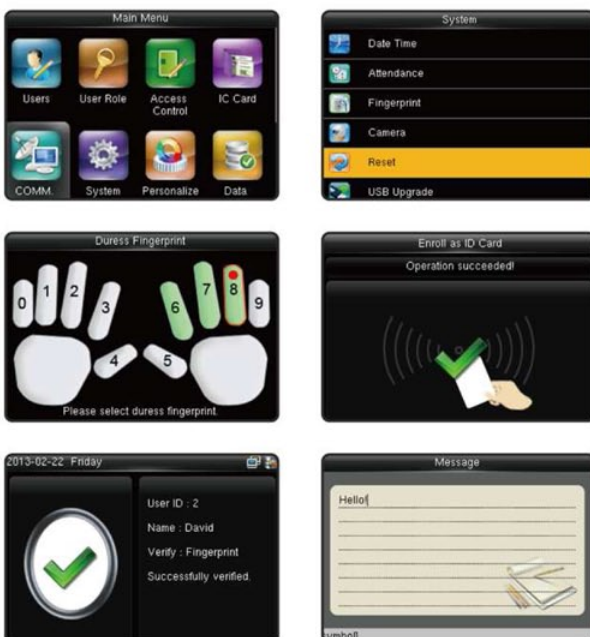 Main Menu
Users
User Role
Access
Control
IC Card
COMM.
System
Personalize
Data
System
Date Time
Attendance
Fingerprint
Camera
Reset
USB Upgrade
Duress Fingerprint
0
1
2
3
4
5
6
7
8
9
Please select duress fingerprint.
Enroll as ID Card
Operation succeeded!
2013-02-22 Friday
User ID : 2
Name : David
Verify : Fingerprint
Successfully verified.
Message
Hello!